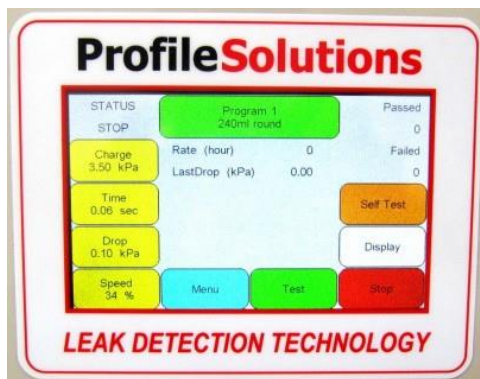 ProfileSolutions
STATUS
STOP
Program 1
240ml round
Passed
0
Charge
3.50 kPa
Rate (hour) 0
Failed
LastDrop (kPa) 0.00
0
Time
0.06 sec
Self Test
Drop
0.10 kPa
Display
Speed
34 %
Menu
Test
Stop
LEAK DETECTION TECHNOLOGY